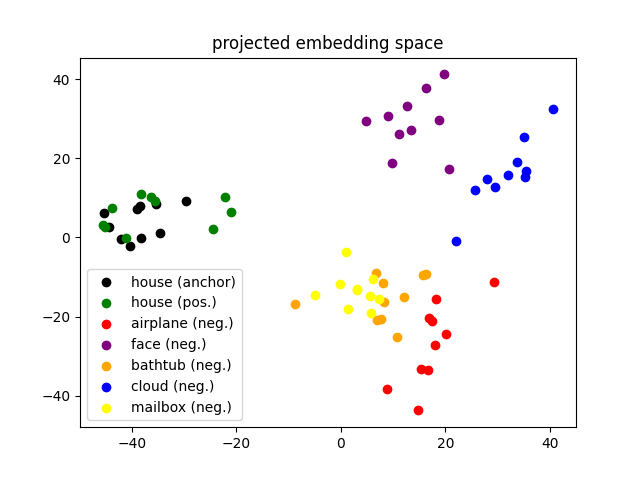 projected embedding space
40
20
0
−20
−40
house (anchor)
house (pos.)
airplane (neg.)
face (neg.)
bathtub (neg.)
cloud (neg.)
mailbox (neg.)
−40 −20 0 20 40